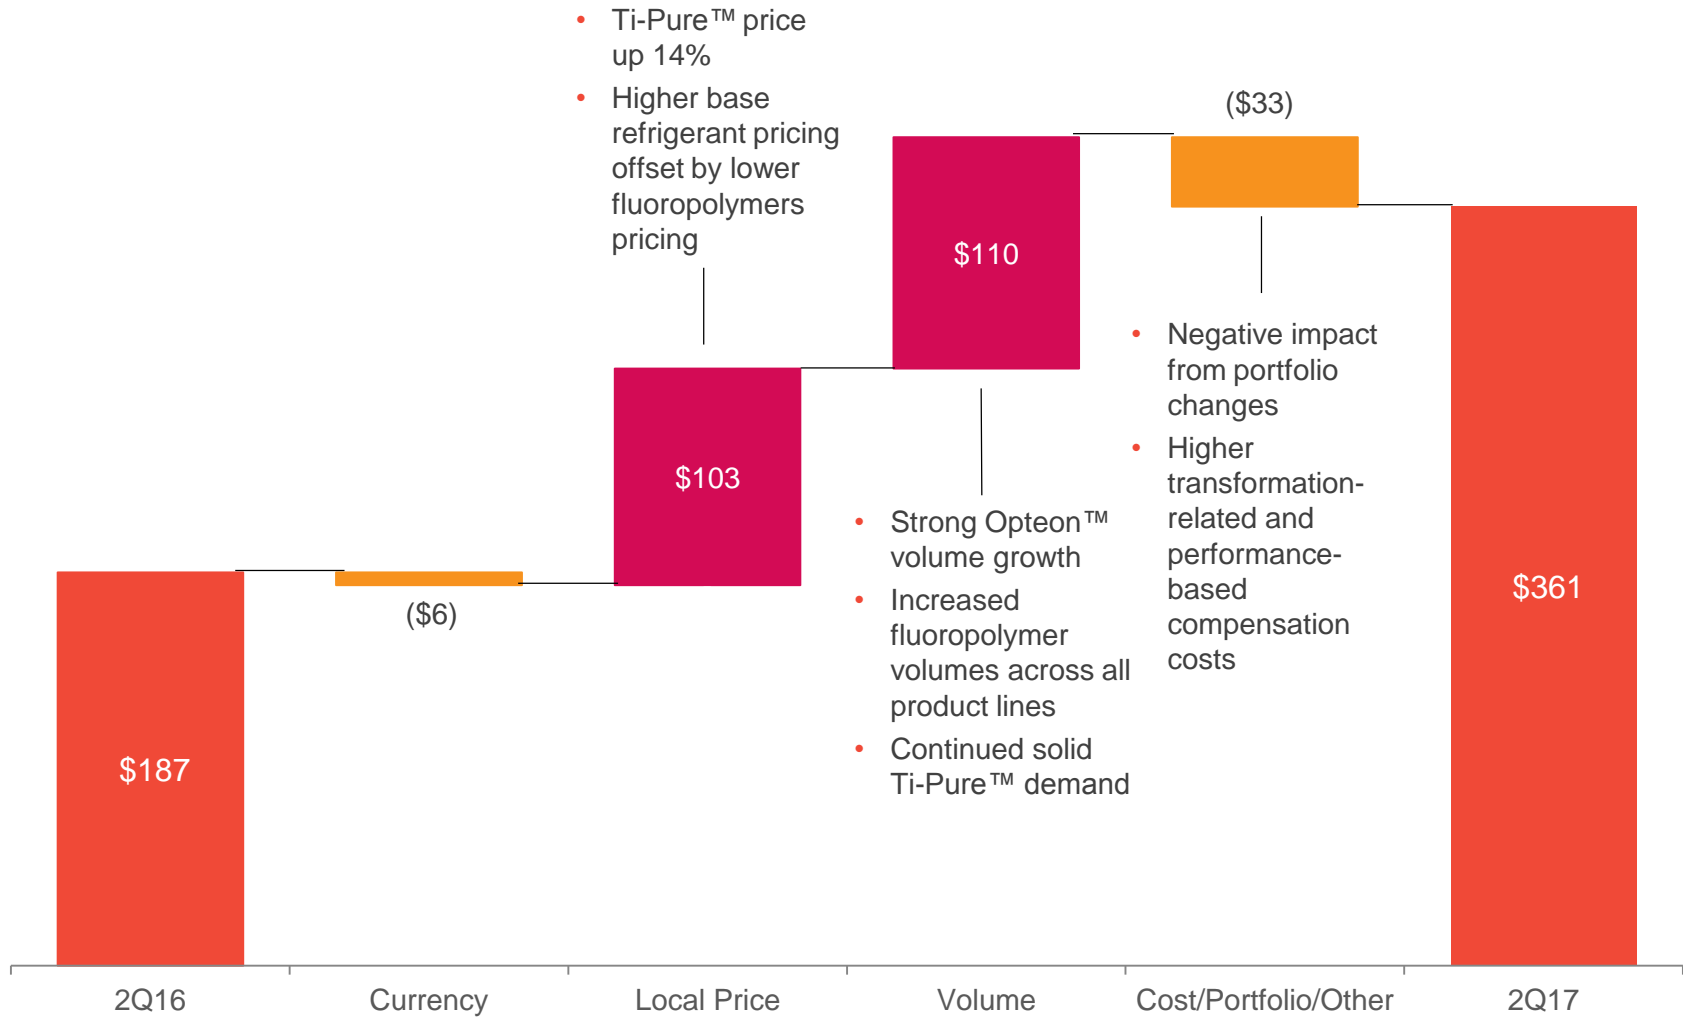 • Ti-Pure™ price
up 14%
• Higher base
refrigerant pricing
offset by lower
fluoropolymers
pricing
($33)
$110
• Negative impact
from portfolio
changes
• Higher
transformation-
related and
performance-
based
compensation
costs
$103
• Strong Opteon™
volume growth
• Increased
fluoropolymer
volumes across all
product lines
• Continued solid
Ti-Pure™ demand
($6)
$361
$187
2Q16
Currency
Local Price
Volume
Cost/Portfolio/Other
2Q17